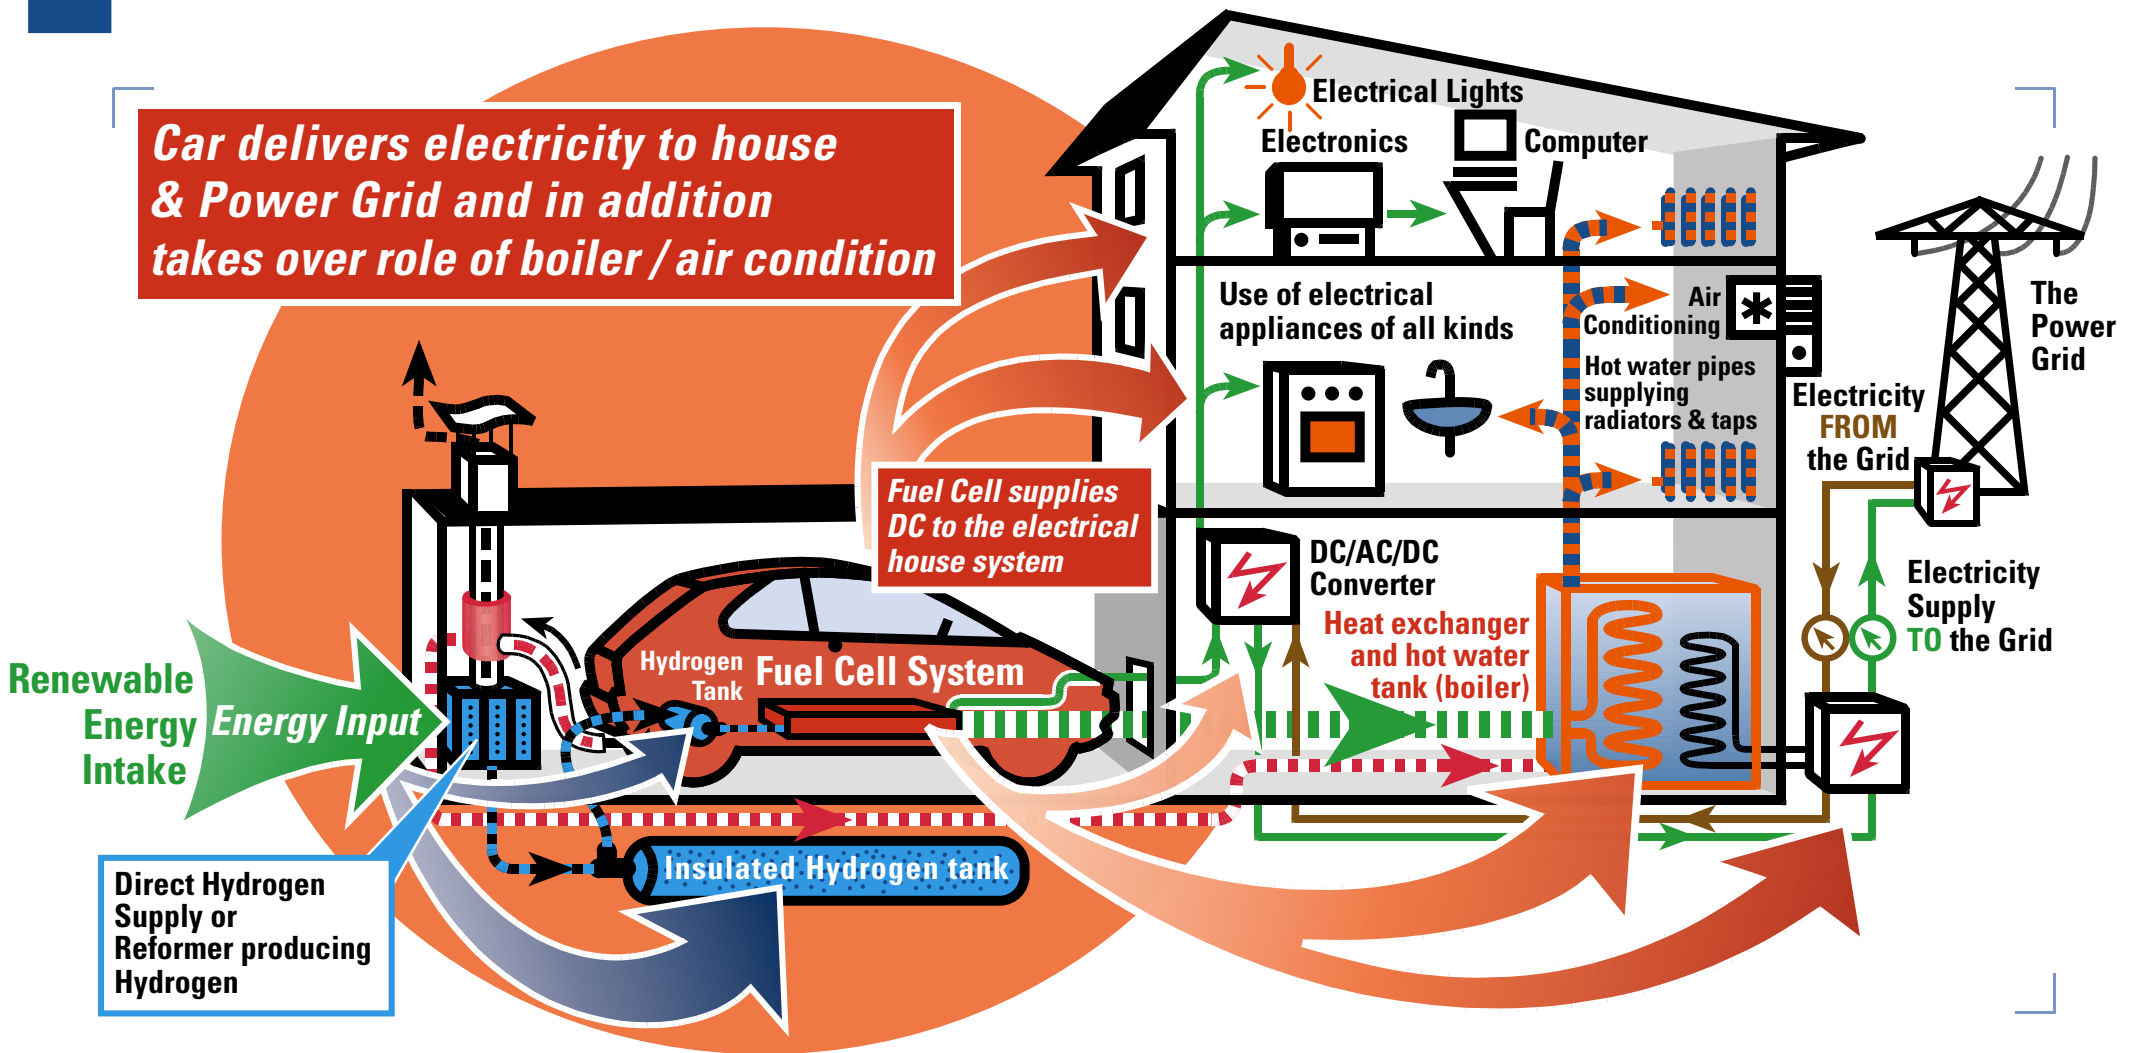 Car delivers electricity to house
& Power Grid and in addition
takes over role of boiler / air condition
Electrical Lights
Electronics
Computer
Use of electrical
appliances of all kinds
Air
Conditioning
Hot water pipes
supplying
radiators & taps
The
Power
Grid
Electricity
FROM
the Grid
Fuel Cell supplies
DC to the electrical
house system
DC/AC/DC
Converter
Heat exchanger
and hot water
tank (boiler)
Electricity
Supply
TO the Grid
Hydrogen
Tank
Fuel Cell System
Renewable
Energy
Intake
Energy Input
Insulated Hydrogen tank
Direct Hydrogen
Supply or
Reformer producing
Hydrogen